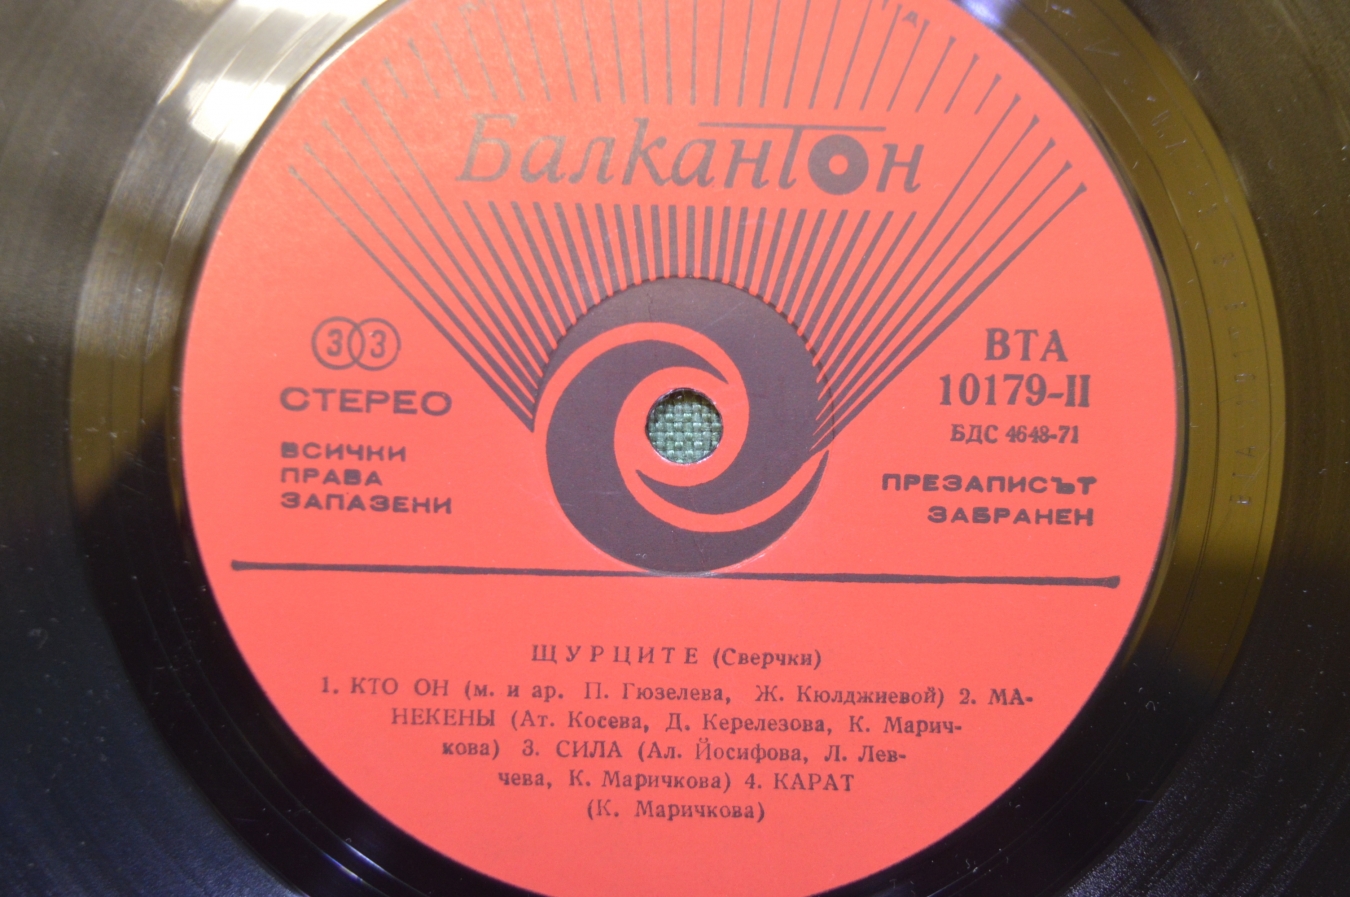 Балкантон
33
СТЕРЕО
ВСИЧКИ
ПРАВА
ЗАПАЗЕНИ
ВТА
10179-II
БДС 4648-71
ПРЕЗАПИСЪТ
ЗАБРАНЕН
ЩУРЦИТЕ (Сверчки)
1. КТО ОН (м. и ар. П. Гюзелева, Ж. Кюлджиевой) 2. МА-
НЕКЕНЫ (Ат. Косева, Д. Керелезова, К. Марич-
кова) 3. СИЛА (Ал. Йосифова, Л. Лев-
чева, К. Маричкова) 4. КАРАТ
(К. Маричкова)